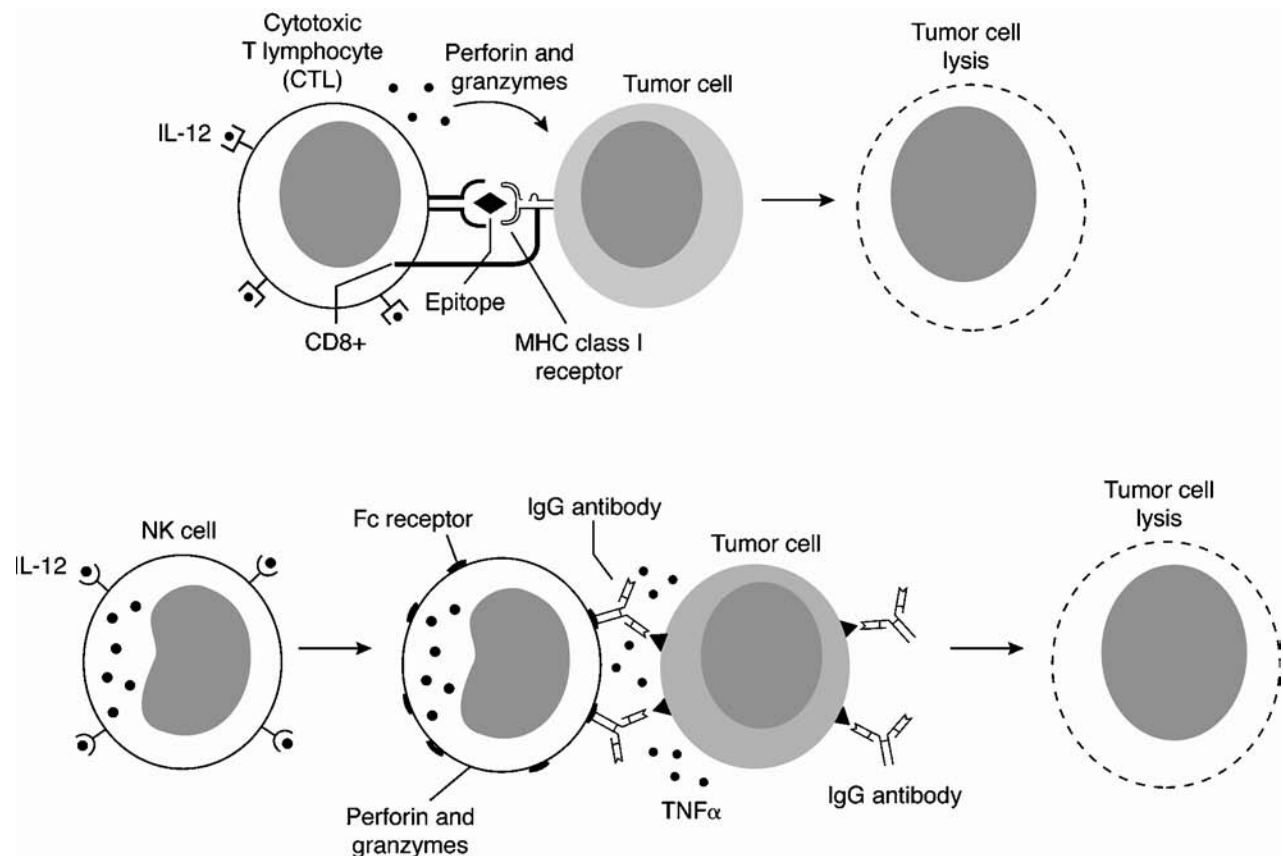 Cytotoxic
T lymphocyte
(CTL)
Perforin and
granzymes
Tumor cell
Tumor cell
lysis
IL-12
Epitope
CD8+
MHC class I
receptor
NK cell
IL-12
Fc receptor
IgG antibody
Tumor cell
Tumor cell
lysis
Perforin and
granzymes
TNFα
IgG antibody